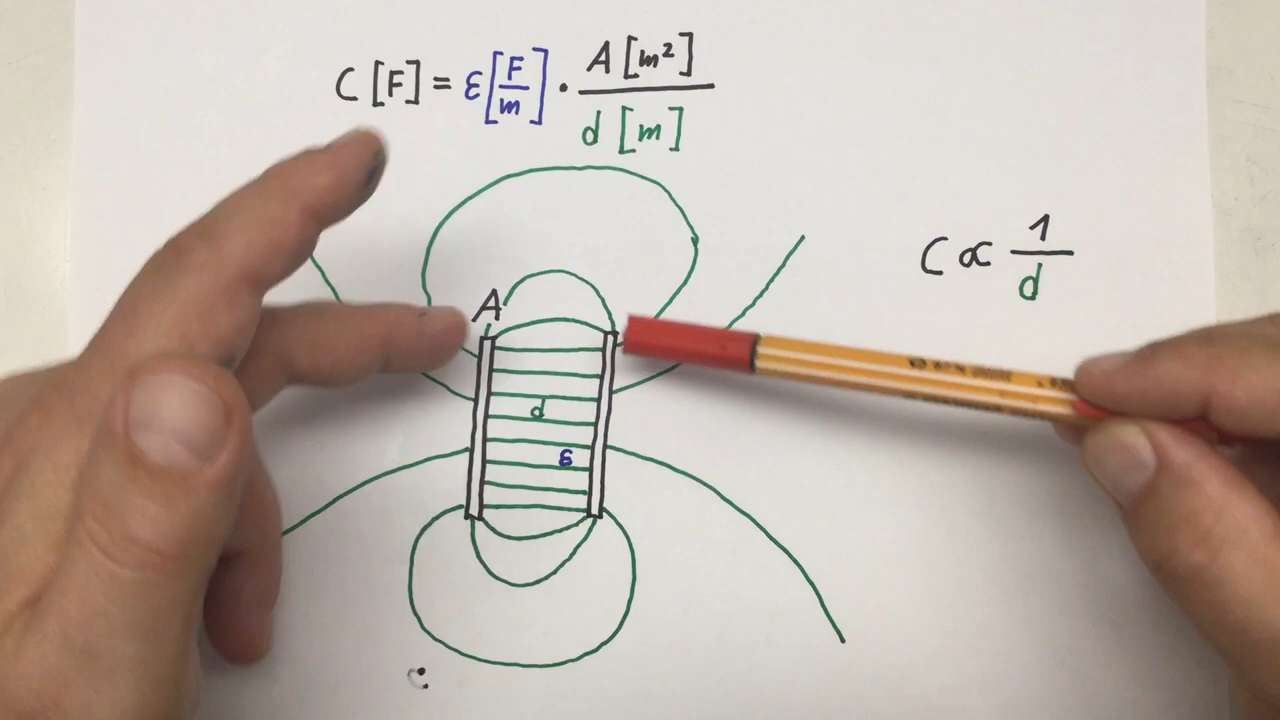 C [F] = ε [F/m] · A [m²] / d [m]
C ∝ 1/d
A
d
ε